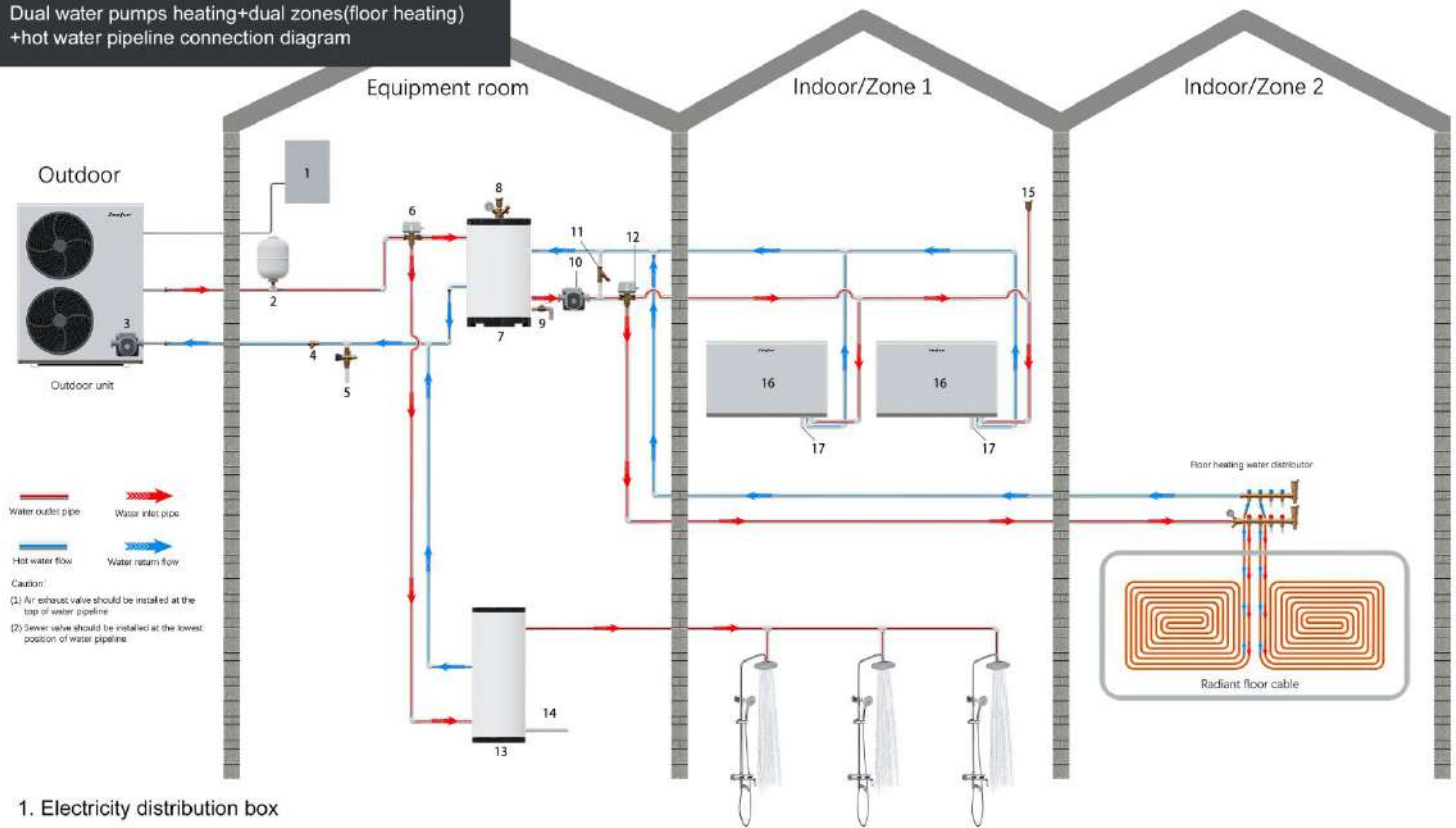 Dual water pumps heating+dual zones(floor heating)
+hot water pipeline connection diagram
Equipment room
Indoor/Zone 1
Indoor/Zone 2
Outdoor
1
8
15
6
11
12
10
2
3
9
7
4
5
16
16
17
17
Outdoor unit
Floor heating water distributor
Water outlet pipe
Water inlet pipe
Hot water flow
Water return flow
Caution:
(1) Air exhaust valve should be installed at the
top of water pipeline
(2) Sewer valve should be installed at the lowest
position of water pipeline
Radiant floor cable
14
13
1. Electricity distribution box